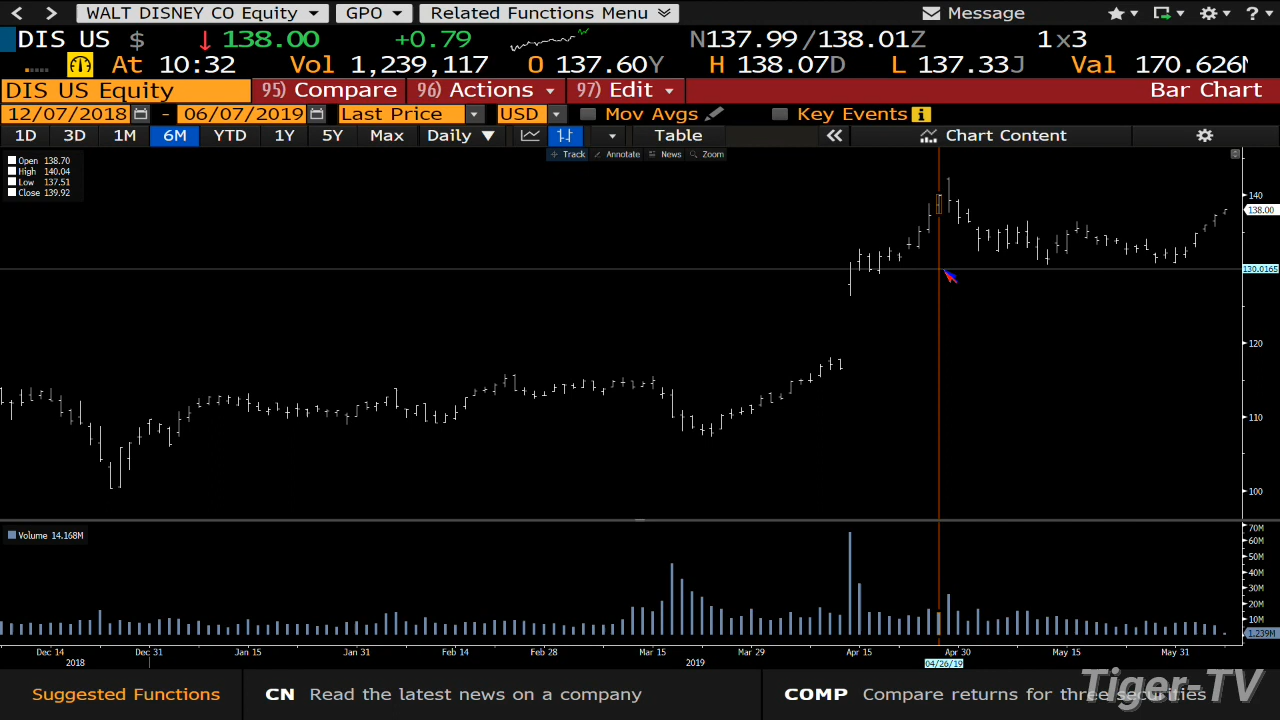 WALT DISNEY CO Equity GPO Related Functions Menu Message ?
DIS US $ 138.00 +0.79 N137.99/138.01Z 1x3
At 10:32 Vol 1,239,117 O 137.60Y H 138.07D L 137.33J Val 170.626M
DIS US Equity 95) Compare 96) Actions 97) Edit Bar Chart
12/07/2018 - 06/07/2019 Last Price USD Mov Avgs Key Events i
1D 3D 1M 6M YTD 1Y 5Y Max Daily Table Chart Content
Track Annotate News Zoom
Open 138.70
High 140.04
Low 137.51
Close 139.92
140
138.00
130.0165
120
110
100
Volume 14.168M
70M
60M
50M
40M
30M
20M
10M
1.239M
Dec 14 Dec 31 Jan 15 Jan 31 Feb 14 Feb 28 Mar 15 Mar 29 Apr 15 Apr 30 May 15 May 31
2018 2019 04/26/19
Suggested Functions CN Read the latest news on a company COMP Compare returns for three securities
Tiger-TV